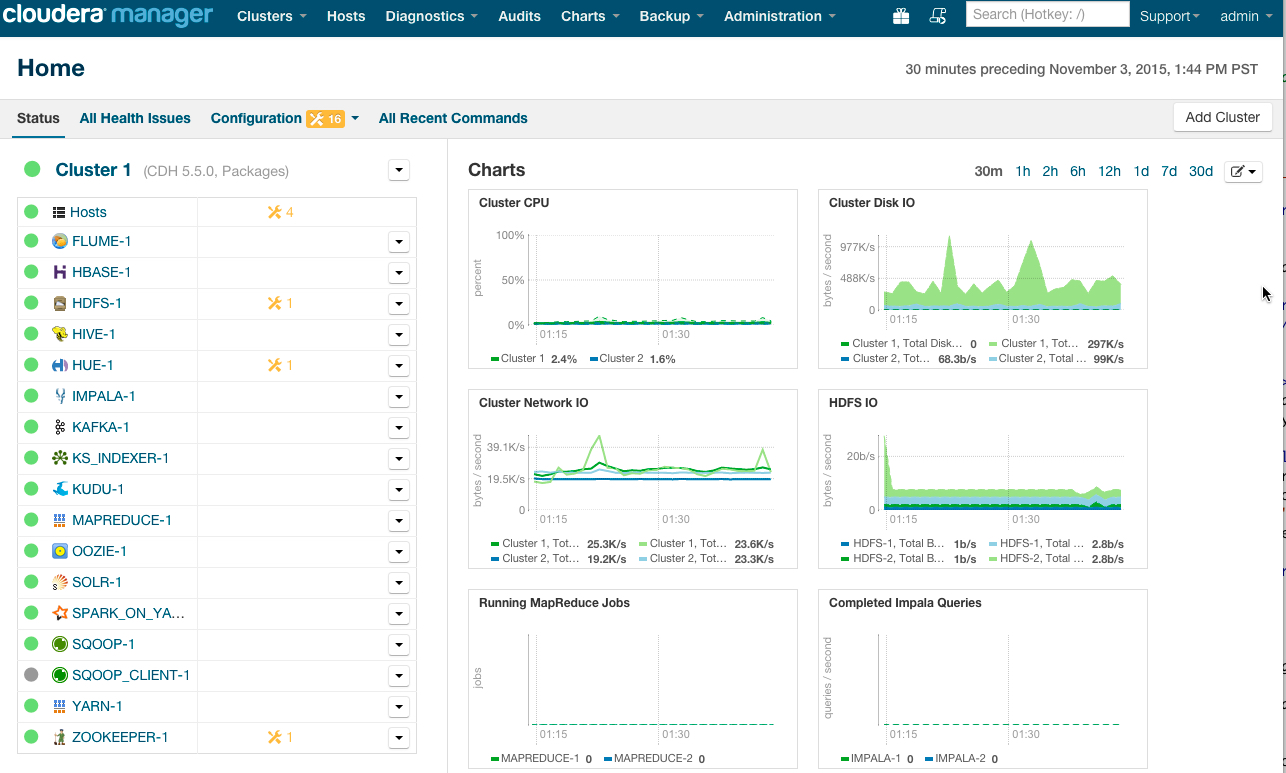 cloudera manager Clusters Hosts Diagnostics Audits Charts Backup Administration Search (Hotkey: /) Support admin
Home
30 minutes preceding November 3, 2015, 1:44 PM PST
Status All Health Issues Configuration 16 All Recent Commands Add Cluster
Cluster 1 (CDH 5.5.0, Packages)
Hosts 4
FLUME-1
HBASE-1
HDFS-1 1
HIVE-1
HUE-1 1
IMPALA-1
KAFKA-1
KS_INDEXER-1
KUDU-1
MAPREDUCE-1
OOZIE-1
SOLR-1
SPARK_ON_YA...
SQOOP-1
SQOOP_CLIENT-1
YARN-1
ZOOKEEPER-1 1
Charts
30m 1h 2h 6h 12h 1d 7d 30d
Cluster CPU
percent
100%
50%
0%
01:15 01:30
Cluster 1 2.4% Cluster 2 1.6%
Cluster Disk IO
bytes / second
977K/s
488K/s
0
01:15 01:30
Cluster 1, Total Disk... 0 Cluster 1, Tot... 297K/s
Cluster 2, Tot... 68.3b/s Cluster 2, Total ... 99K/s
Cluster Network IO
bytes / second
39.1K/s
19.5K/s
0
01:15 01:30
Cluster 1, Tot... 25.3K/s Cluster 1, Tot... 23.6K/s
Cluster 2, Tot... 19.2K/s Cluster 2, Tot... 23.3K/s
HDFS IO
bytes / second
20b/s
0
01:15 01:30
HDFS-1, Total B... 1b/s HDFS-1, Total ... 2.8b/s
HDFS-2, Total B... 1b/s HDFS-2, Total ... 2.8b/s
Running MapReduce Jobs
jobs
01:15 01:30
MAPREDUCE-1 0 MAPREDUCE-2 0
Completed Impala Queries
queries / second
01:15 01:30
IMPALA-1 0 IMPALA-2 0